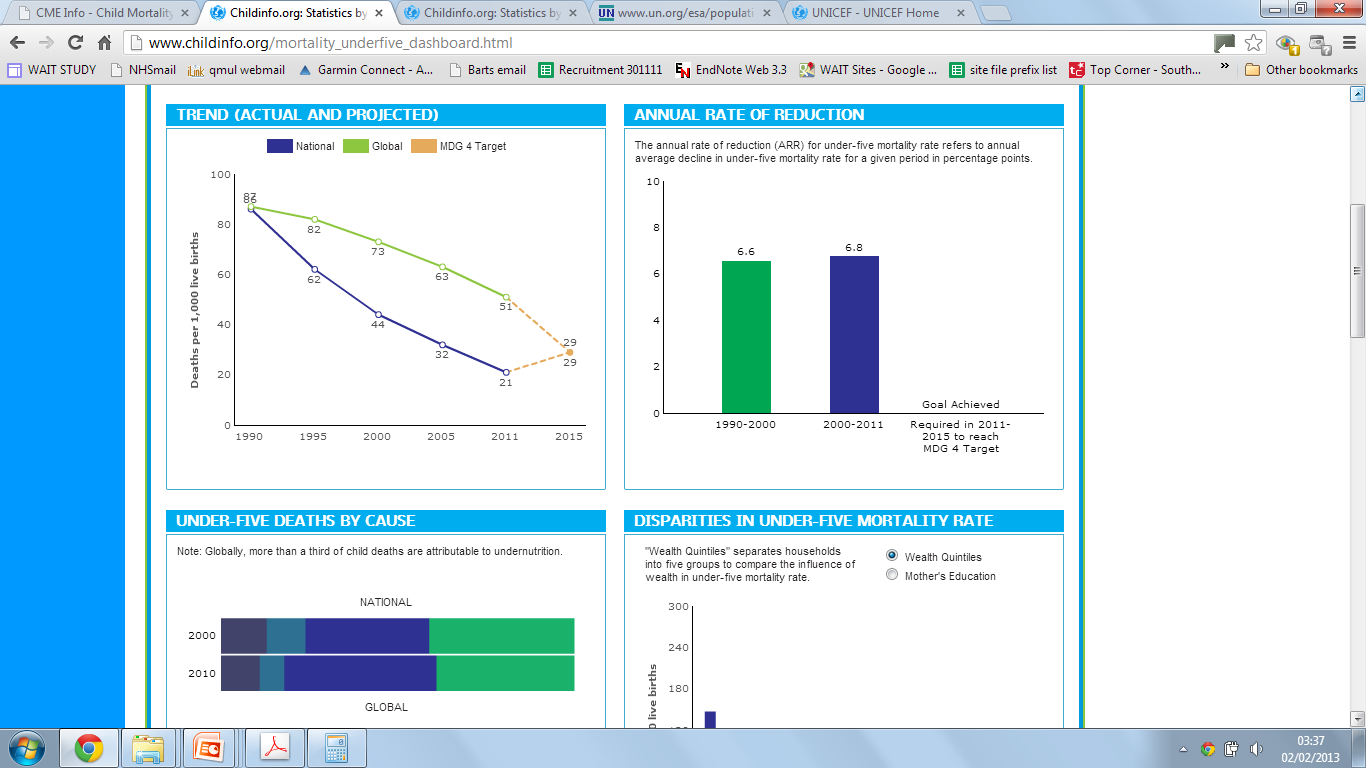 CME Info - Child Mortality
Childinfo.org: Statistics by
Childinfo.org: Statistics by
UN www.un.org/esa/populati
UNICEF - UNICEF Home
www.childinfo.org/mortality_underfive_dashboard.html
WAIT STUDY
NHSmail
qmul webmail
Garmin Connect - A...
Barts email
Recruitment 301111
EndNote Web 3.3
WAIT Sites - Google ...
site file prefix list
Top Corner - South...
»
Other bookmarks
TREND (ACTUAL AND PROJECTED)
National
Global
MDG 4 Target
Deaths per 1,000 live births
100
80
60
40
20
0
87
86
82
73
63
51
62
44
32
21
29
29
1990
1995
2000
2005
2011
2015
ANNUAL RATE OF REDUCTION
The annual rate of reduction (ARR) for under-five mortality rate refers to annual
average decline in under-five mortality rate for a given period in percentage points.
10
8
6
4
2
0
6.6
6.8
Goal Achieved
1990-2000
2000-2011
Required in 2011-
2015 to reach
MDG 4 Target
UNDER-FIVE DEATHS BY CAUSE
Note: Globally, more than a third of child deaths are attributable to undernutrition.
NATIONAL
2000
2010
GLOBAL
DISPARITIES IN UNDER-FIVE MORTALITY RATE
"Wealth Quintiles" separates households
into five groups to compare the influence of
wealth in under-five mortality rate.
Wealth Quintiles
Mother's Education
300
240
180
live births
03:37
02/02/2013